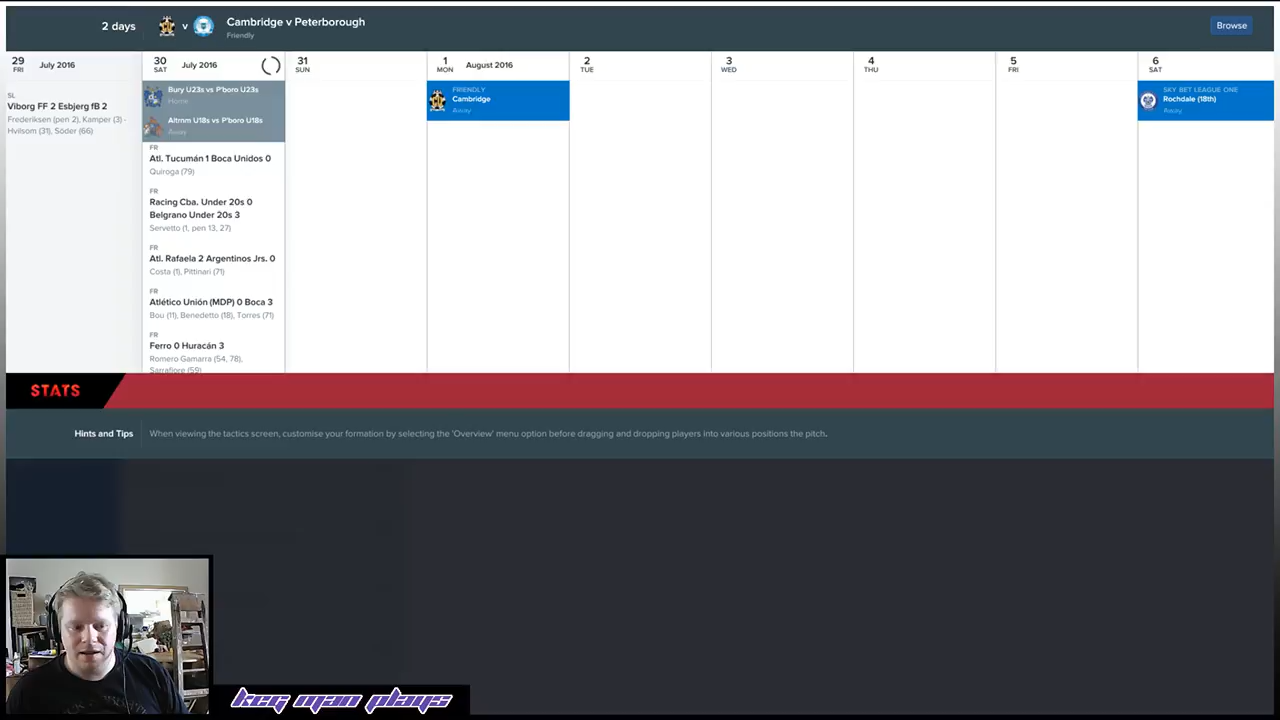 2 days
v
Cambridge v Peterborough
Friendly
Browse
29 FRI July 2016
30 SAT July 2016
31 SUN
1 MON August 2016
2 TUE
3 WED
4 THU
5 FRI
6 SAT
SL
Viborg FF 2 Esbjerg fB 2
Frederiksen (pen 2), Kamper (3) -
Hvilsom (31), Söder (66)
Bury U23s vs P'boro U23s
Home
Altrnm U18s vs P'boro U18s
Away
FR
Atl. Tucumán 1 Boca Unidos 0
Quiroga (79)
FR
Racing Cba. Under 20s 0
Belgrano Under 20s 3
Servetto (1, pen 13, 27)
FR
Atl. Rafaela 2 Argentinos Jrs. 0
Costa (1), Pittinari (71)
FR
Atlético Unión (MDP) 0 Boca 3
Bou (11), Benedetto (18), Torres (71)
FR
Ferro 0 Huracán 3
Romero Gamarra (54, 78),
Sarrafiore (59)
FRIENDLY
Cambridge
Away
SKY BET LEAGUE ONE
Rochdale (18th)
Away
STATS
Hints and Tips
When viewing the tactics screen, customise your formation by selecting the 'Overview' menu option before dragging and dropping players into various positions the pitch.
keg man plays